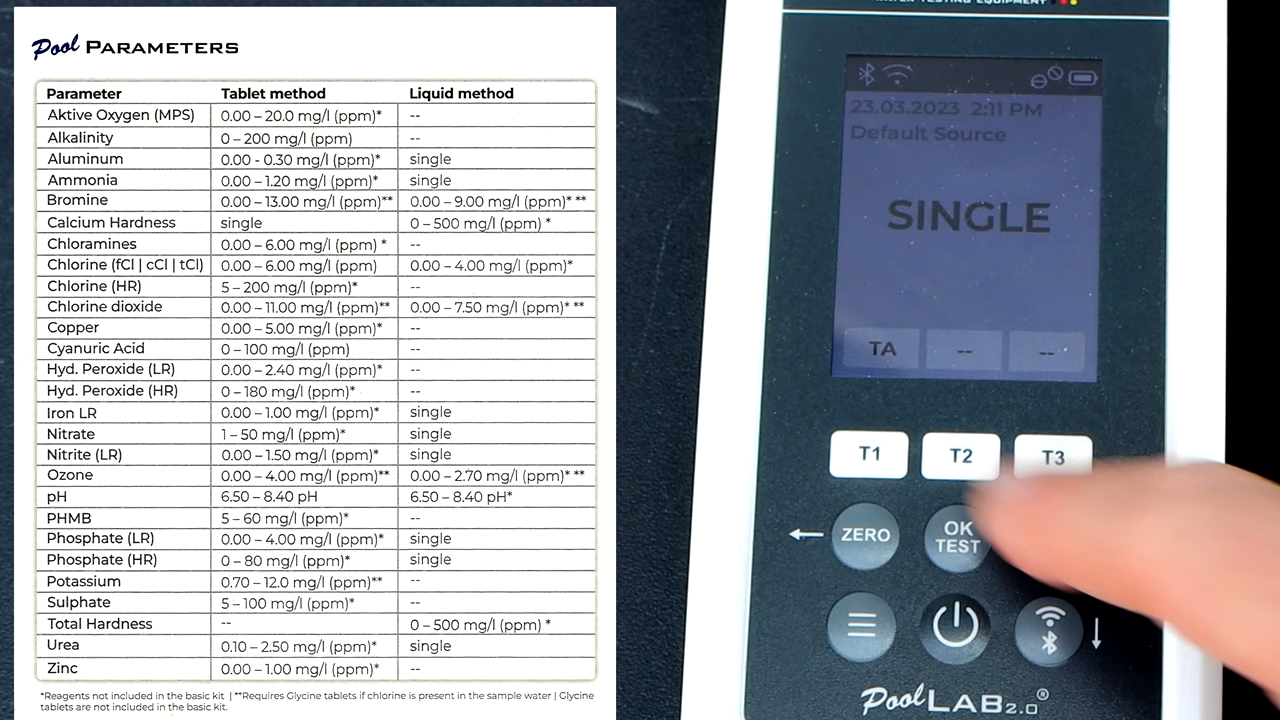 Pool PARAMETERS
Parameter Tablet method Liquid method
Aktive Oxygen (MPS) 0.00 – 20.0 mg/l (ppm)* --
Alkalinity 0 – 200 mg/l (ppm) --
Aluminum 0.00 - 0.30 mg/l (ppm)* single
Ammonia 0.00 – 1.20 mg/l (ppm)* single
Bromine 0.00 – 13.00 mg/l (ppm)** 0.00 – 9.00 mg/l (ppm)* **
Calcium Hardness single 0 – 500 mg/l (ppm) *
Chloramines 0.00 – 6.00 mg/l (ppm) * --
Chlorine (fCl | cCl | tCl) 0.00 – 6.00 mg/l (ppm) 0.00 – 4.00 mg/l (ppm)*
Chlorine (HR) 5 – 200 mg/l (ppm)* --
Chlorine dioxide 0.00 – 11.00 mg/l (ppm)** 0.00 – 7.50 mg/l (ppm)* **
Copper 0.00 – 5.00 mg/l (ppm)* --
Cyanuric Acid 0 – 100 mg/l (ppm) --
Hyd. Peroxide (LR) 0.00 – 2.40 mg/l (ppm)* --
Hyd. Peroxide (HR) 0 – 180 mg/l (ppm)* --
Iron LR 0.00 – 1.00 mg/l (ppm)* single
Nitrate 1 – 50 mg/l (ppm)* single
Nitrite (LR) 0.00 – 1.50 mg/l (ppm)* single
Ozone 0.00 – 4.00 mg/l (ppm)** 0.00 – 2.70 mg/l (ppm)* **
pH 6.50 – 8.40 pH 6.50 – 8.40 pH*
PHMB 5 – 60 mg/l (ppm)* --
Phosphate (LR) 0.00 – 4.00 mg/l (ppm)* single
Phosphate (HR) 0 – 80 mg/l (ppm)* single
Potassium 0.70 – 12.0 mg/l (ppm)** --
Sulphate 5 – 100 mg/l (ppm)* --
Total Hardness -- 0 – 500 mg/l (ppm) *
Urea 0.10 – 2.50 mg/l (ppm)* single
Zinc 0.00 – 1.00 mg/l (ppm)* --
*Reagents not included in the basic kit | **Requires Glycine tablets if chlorine is present in the sample water | Glycine
tablets are not included in the basic kit.
WATER TESTING EQUIPMENT
23.03.2023 2:11 PM
Default Source
SINGLE
TA -- --
T1 T2 T3
ZERO OK
TEST
PoolLAB 2.0®